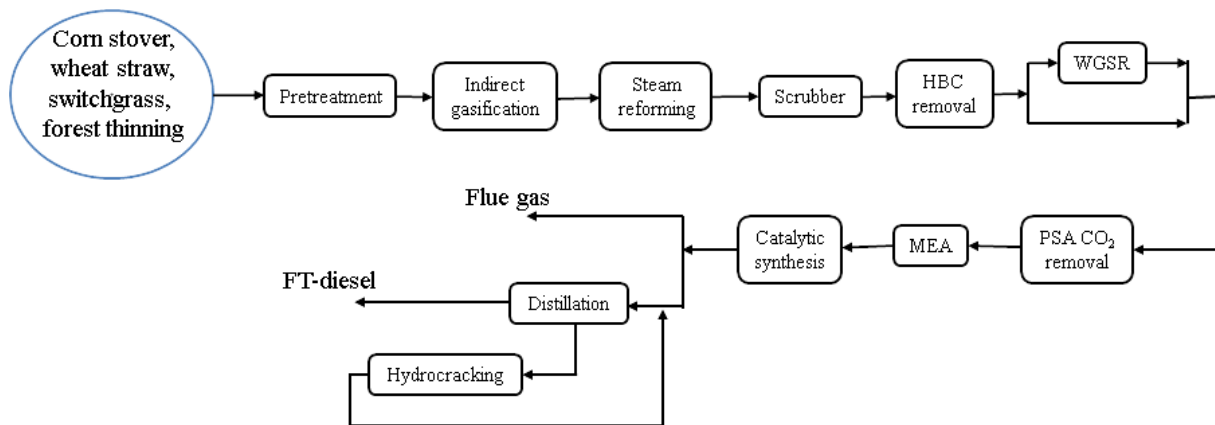 Corn stover,
wheat straw,
switchgrass,
forest thinning
Pretreatment
Indirect
gasification
Steam
reforming
Scrubber
HBC
removal
WGSR
PSA CO₂
removal
MEA
Catalytic
synthesis
Flue gas
FT-diesel
Distillation
Hydrocracking